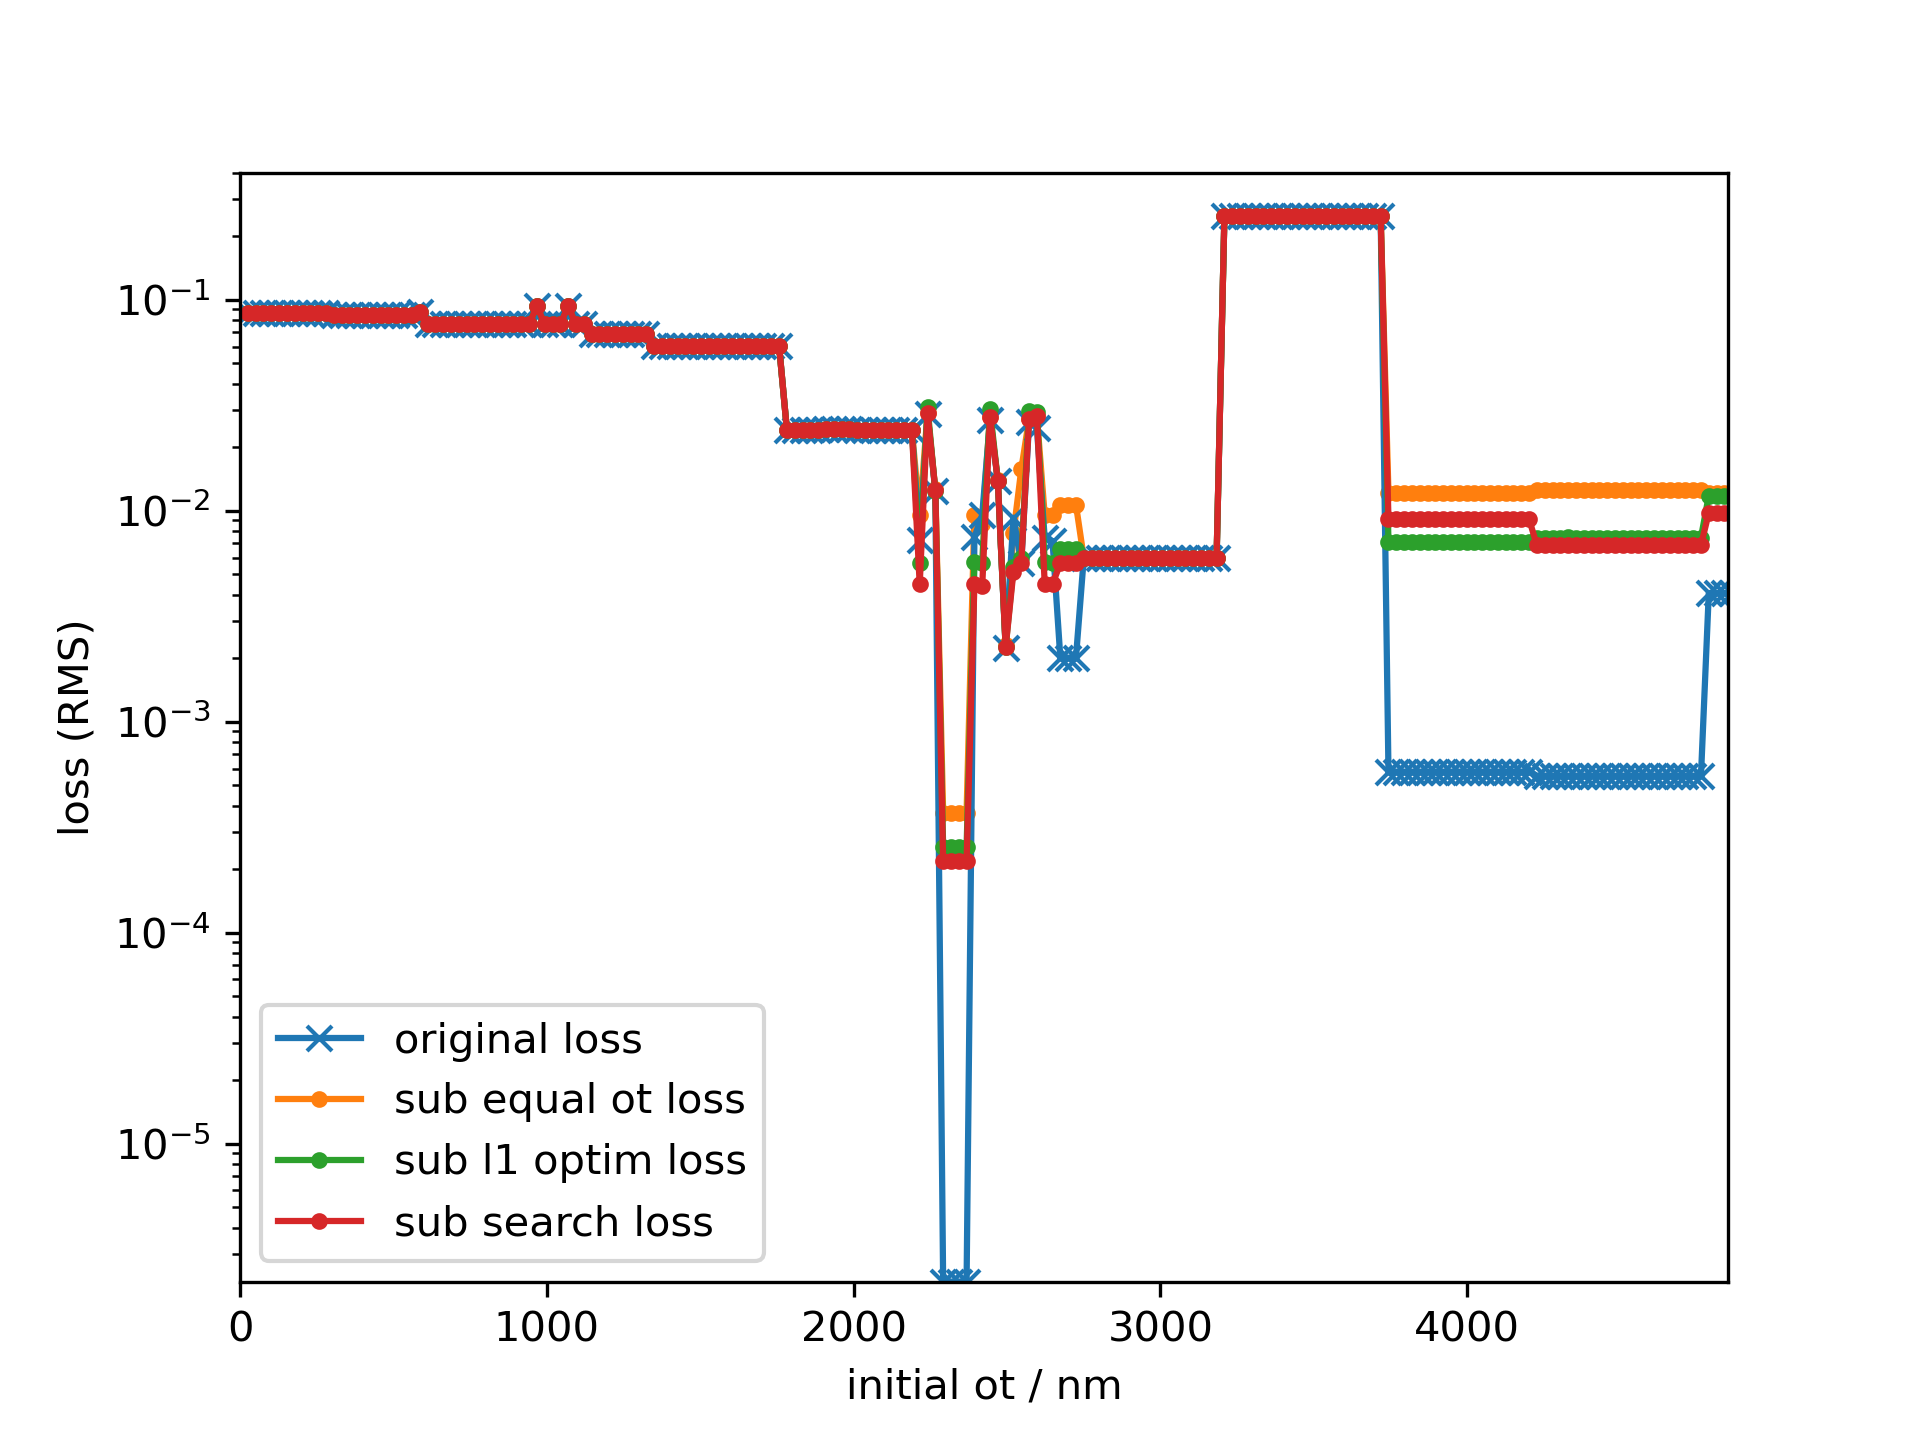 10⁻¹
10⁻²
10⁻³
10⁻⁴
10⁻⁵
loss (RMS)
original loss
sub equal ot loss
sub l1 optim loss
sub search loss
0 1000 2000 3000 4000
initial ot / nm